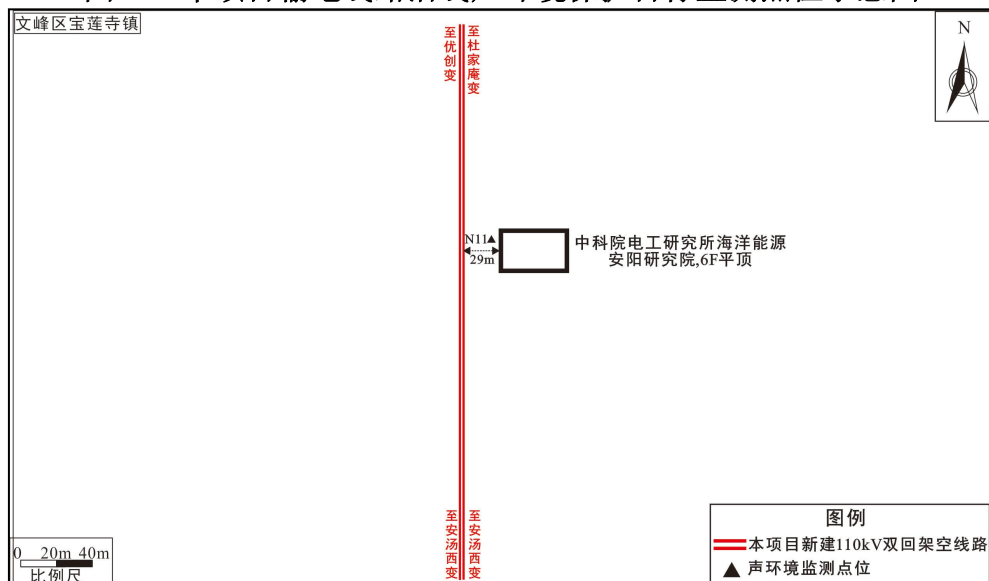 文峰区宝莲寺镇
至优创变
至杜家庵变
N
N11
29m
中科院电工研究所海洋能源
安阳研究院,6F平顶
至安汤西变
至安汤西变
0 20m 40m
比例尺
图例
本项目新建110kV双回架空线路
声环境监测点位